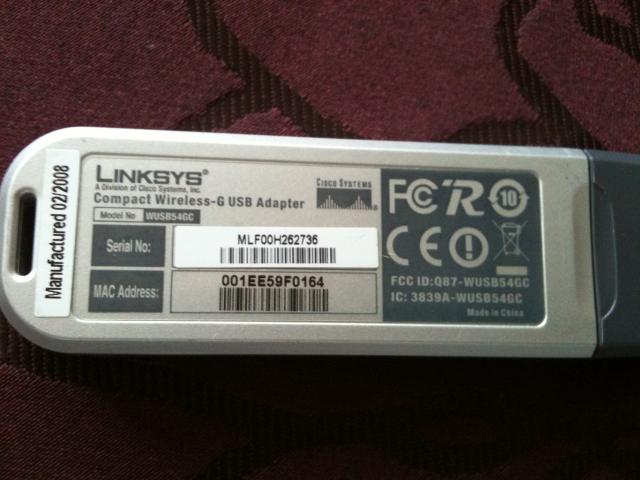 Manufactured 02/2008
LINKSYS®
A Division of Cisco Systems, Inc.
Compact Wireless-G USB Adapter
Model No WUSB54GC
CISCO SYSTEMS
Serial No:
MLF00H262736
MAC Address:
001EE59F0164
FC R 10
CE !
FCC ID:Q87-WUSB54GC
IC: 3839A-WUSB54GC
Made in China